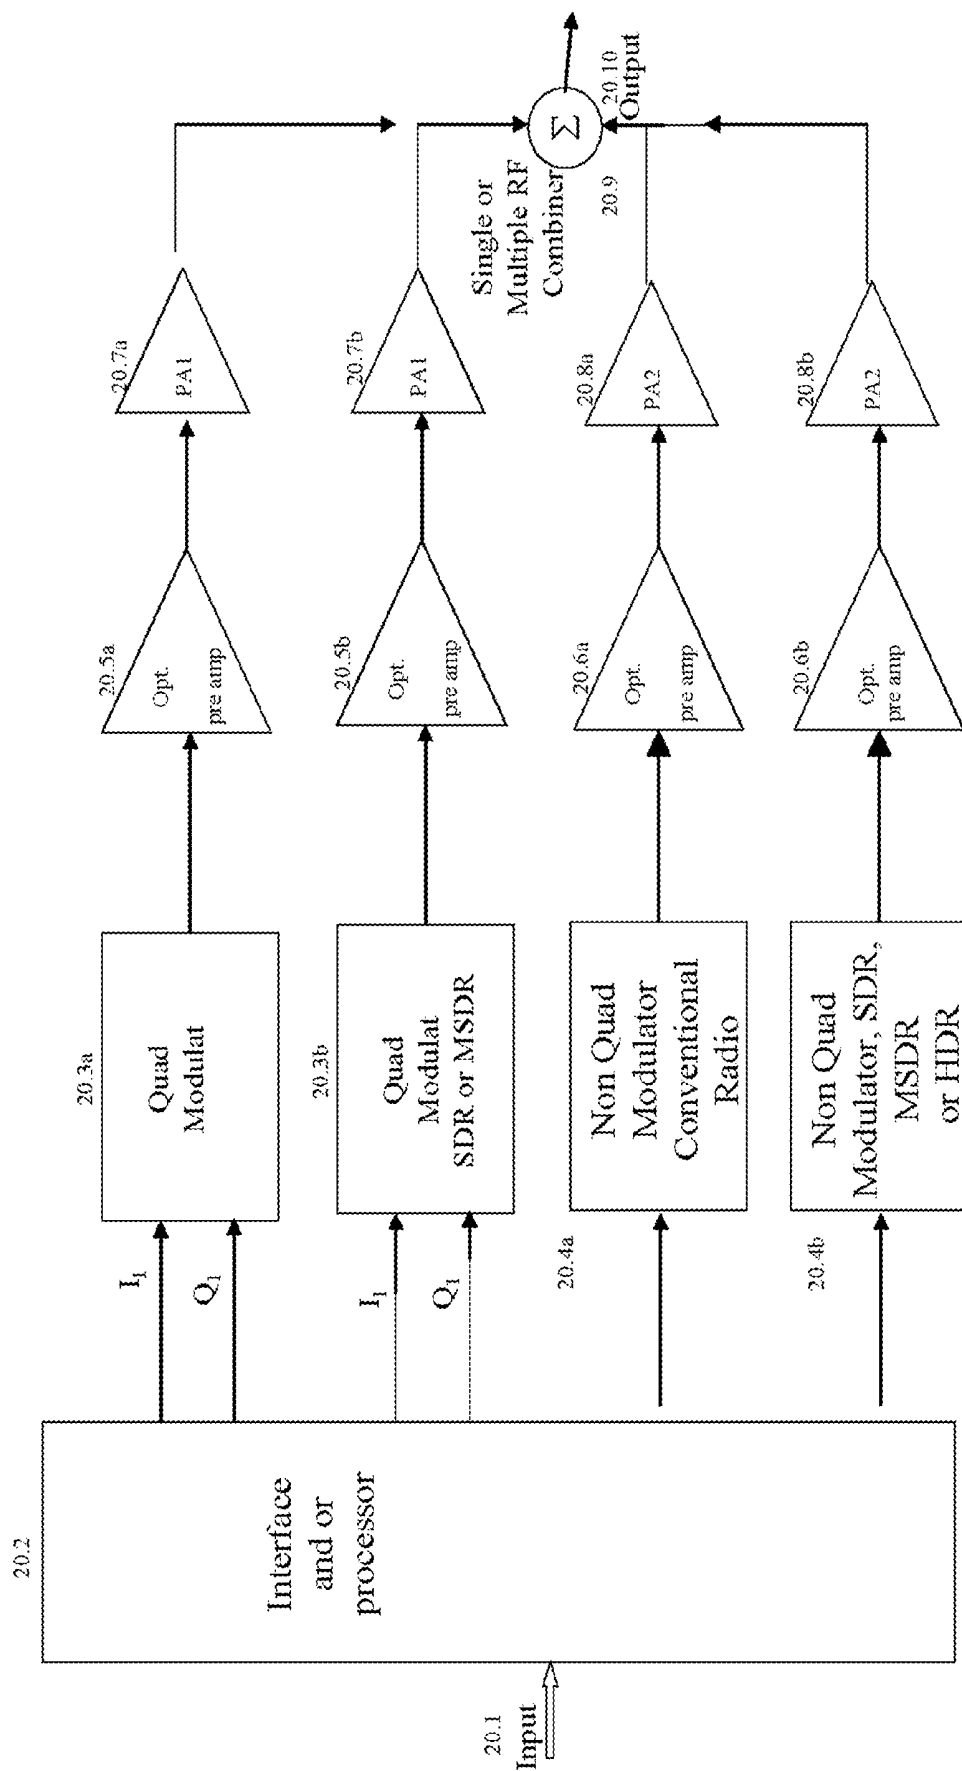 20.1
Input
20.2
Interface
and or
processor
I1
Q1
20.3a
Quad
Modulat
20.5a
Opt.
pre amp
20.7a
PA1
I1
Q1
20.3b
Quad
Modulat
SDR or MSDR
20.5b
Opt.
pre amp
20.7b
PA1
20.4a
Non Quad
Modulator
Conventional
Radio
20.6a
Opt.
pre amp
20.8a
PA2
20.4b
Non Quad
Modulator, SDR,
MSDR
or HDR
20.6b
Opt.
pre amp
20.8b
PA2
Single or
Multiple RF
Combiner
20.9
Σ
20.10
Output